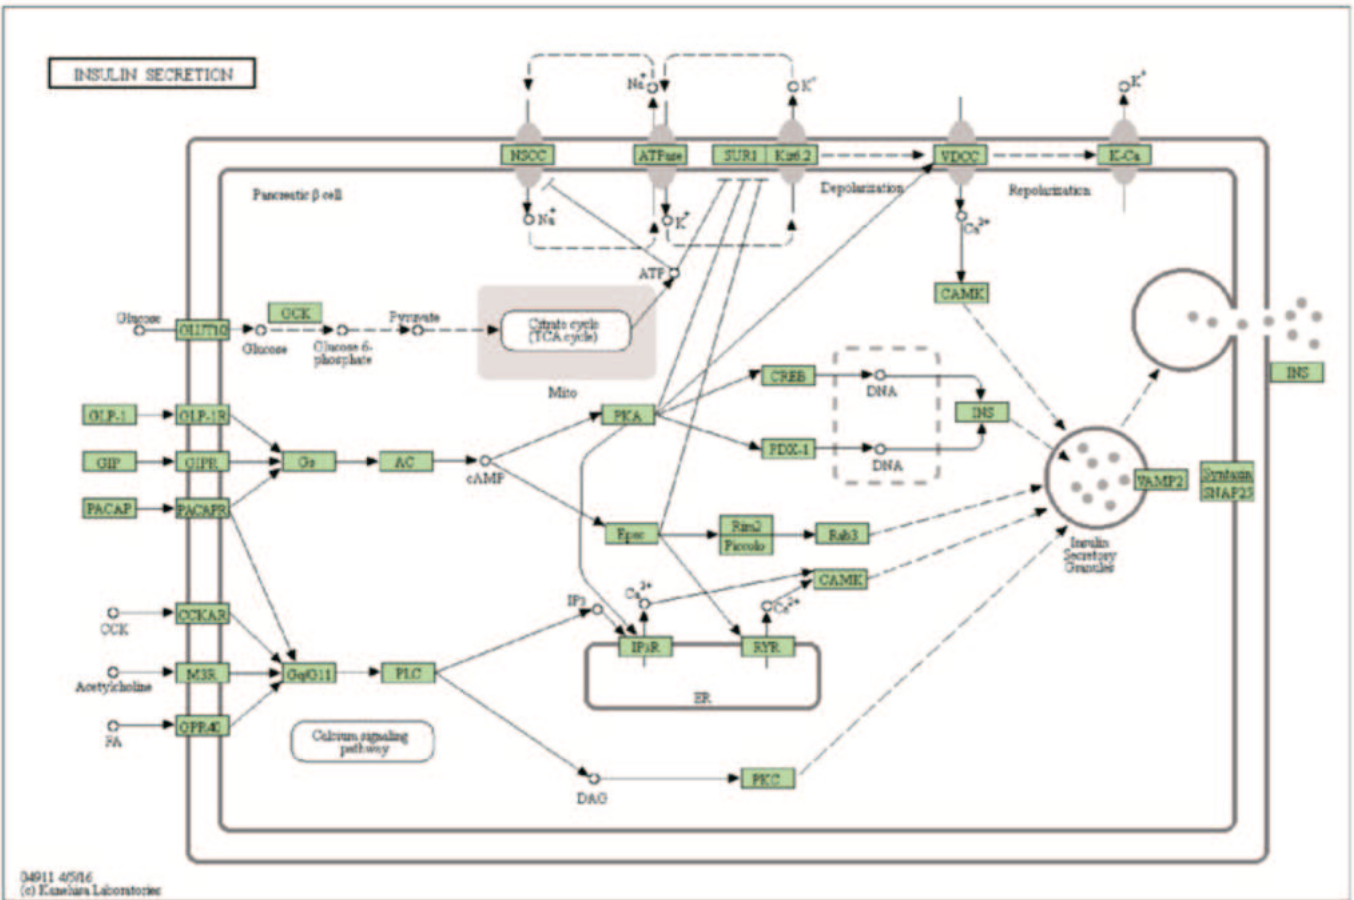 INSULIN SECRETION
Na⁺
K⁺
K⁺
NSCC
ATPase
SUR1
Kir6.2
VDCC
K-Ca
Pancreatic β cell
Depolarization
Repolarization
Na⁺
K⁺
Ca²⁺
ATP
CAMK
Glucose
GLUT1/2
GCK
Glucose
Glucose 6-
phosphate
Pyruvate
Citrate cycle
(TCA cycle)
Mito
INS
CREB
DNA
GLP-1
GLP-1R
PKA
INS
PDX-1
DNA
GIP
GIPR
Gs
AC
cAMP
VAMP2
Syntaxin
SNAP25
PACAP
PACAPR
Epac
Rim2
Piccolo
Rab3
Insulin
Secretory
Granules
CAMK
IP3
Ca²⁺
Ca²⁺
CCK
CCKAR
IP3R
RYR
Acetylcholine
M3R
Gq/G11
PLC
ER
FA
GPR40
Calcium signaling
pathway
DAG
PKC
04911 4/5/16
(c) Kanehisa Laboratories